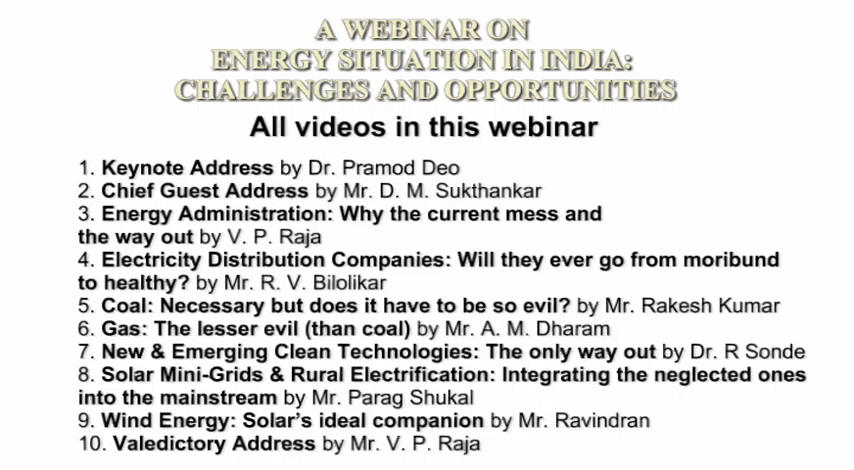 A WEBINAR ON
ENERGY SITUATION IN INDIA:
CHALLENGES AND OPPORTUNITIES
All videos in this webinar
1. Keynote Address by Dr. Pramod Deo
2. Chief Guest Address by Mr. D. M. Sukthankar
3. Energy Administration: Why the current mess and
the way out by V. P. Raja
4. Electricity Distribution Companies: Will they ever go from moribund
to healthy? by Mr. R. V. Bilolikar
5. Coal: Necessary but does it have to be so evil? by Mr. Rakesh Kumar
6. Gas: The lesser evil (than coal) by Mr. A. M. Dharam
7. New & Emerging Clean Technologies: The only way out by Dr. R Sonde
8. Solar Mini-Grids & Rural Electrification: Integrating the neglected ones
into the mainstream by Mr. Parag Shukal
9. Wind Energy: Solar’s ideal companion by Mr. Ravindran
10. Valedictory Address by Mr. V. P. Raja